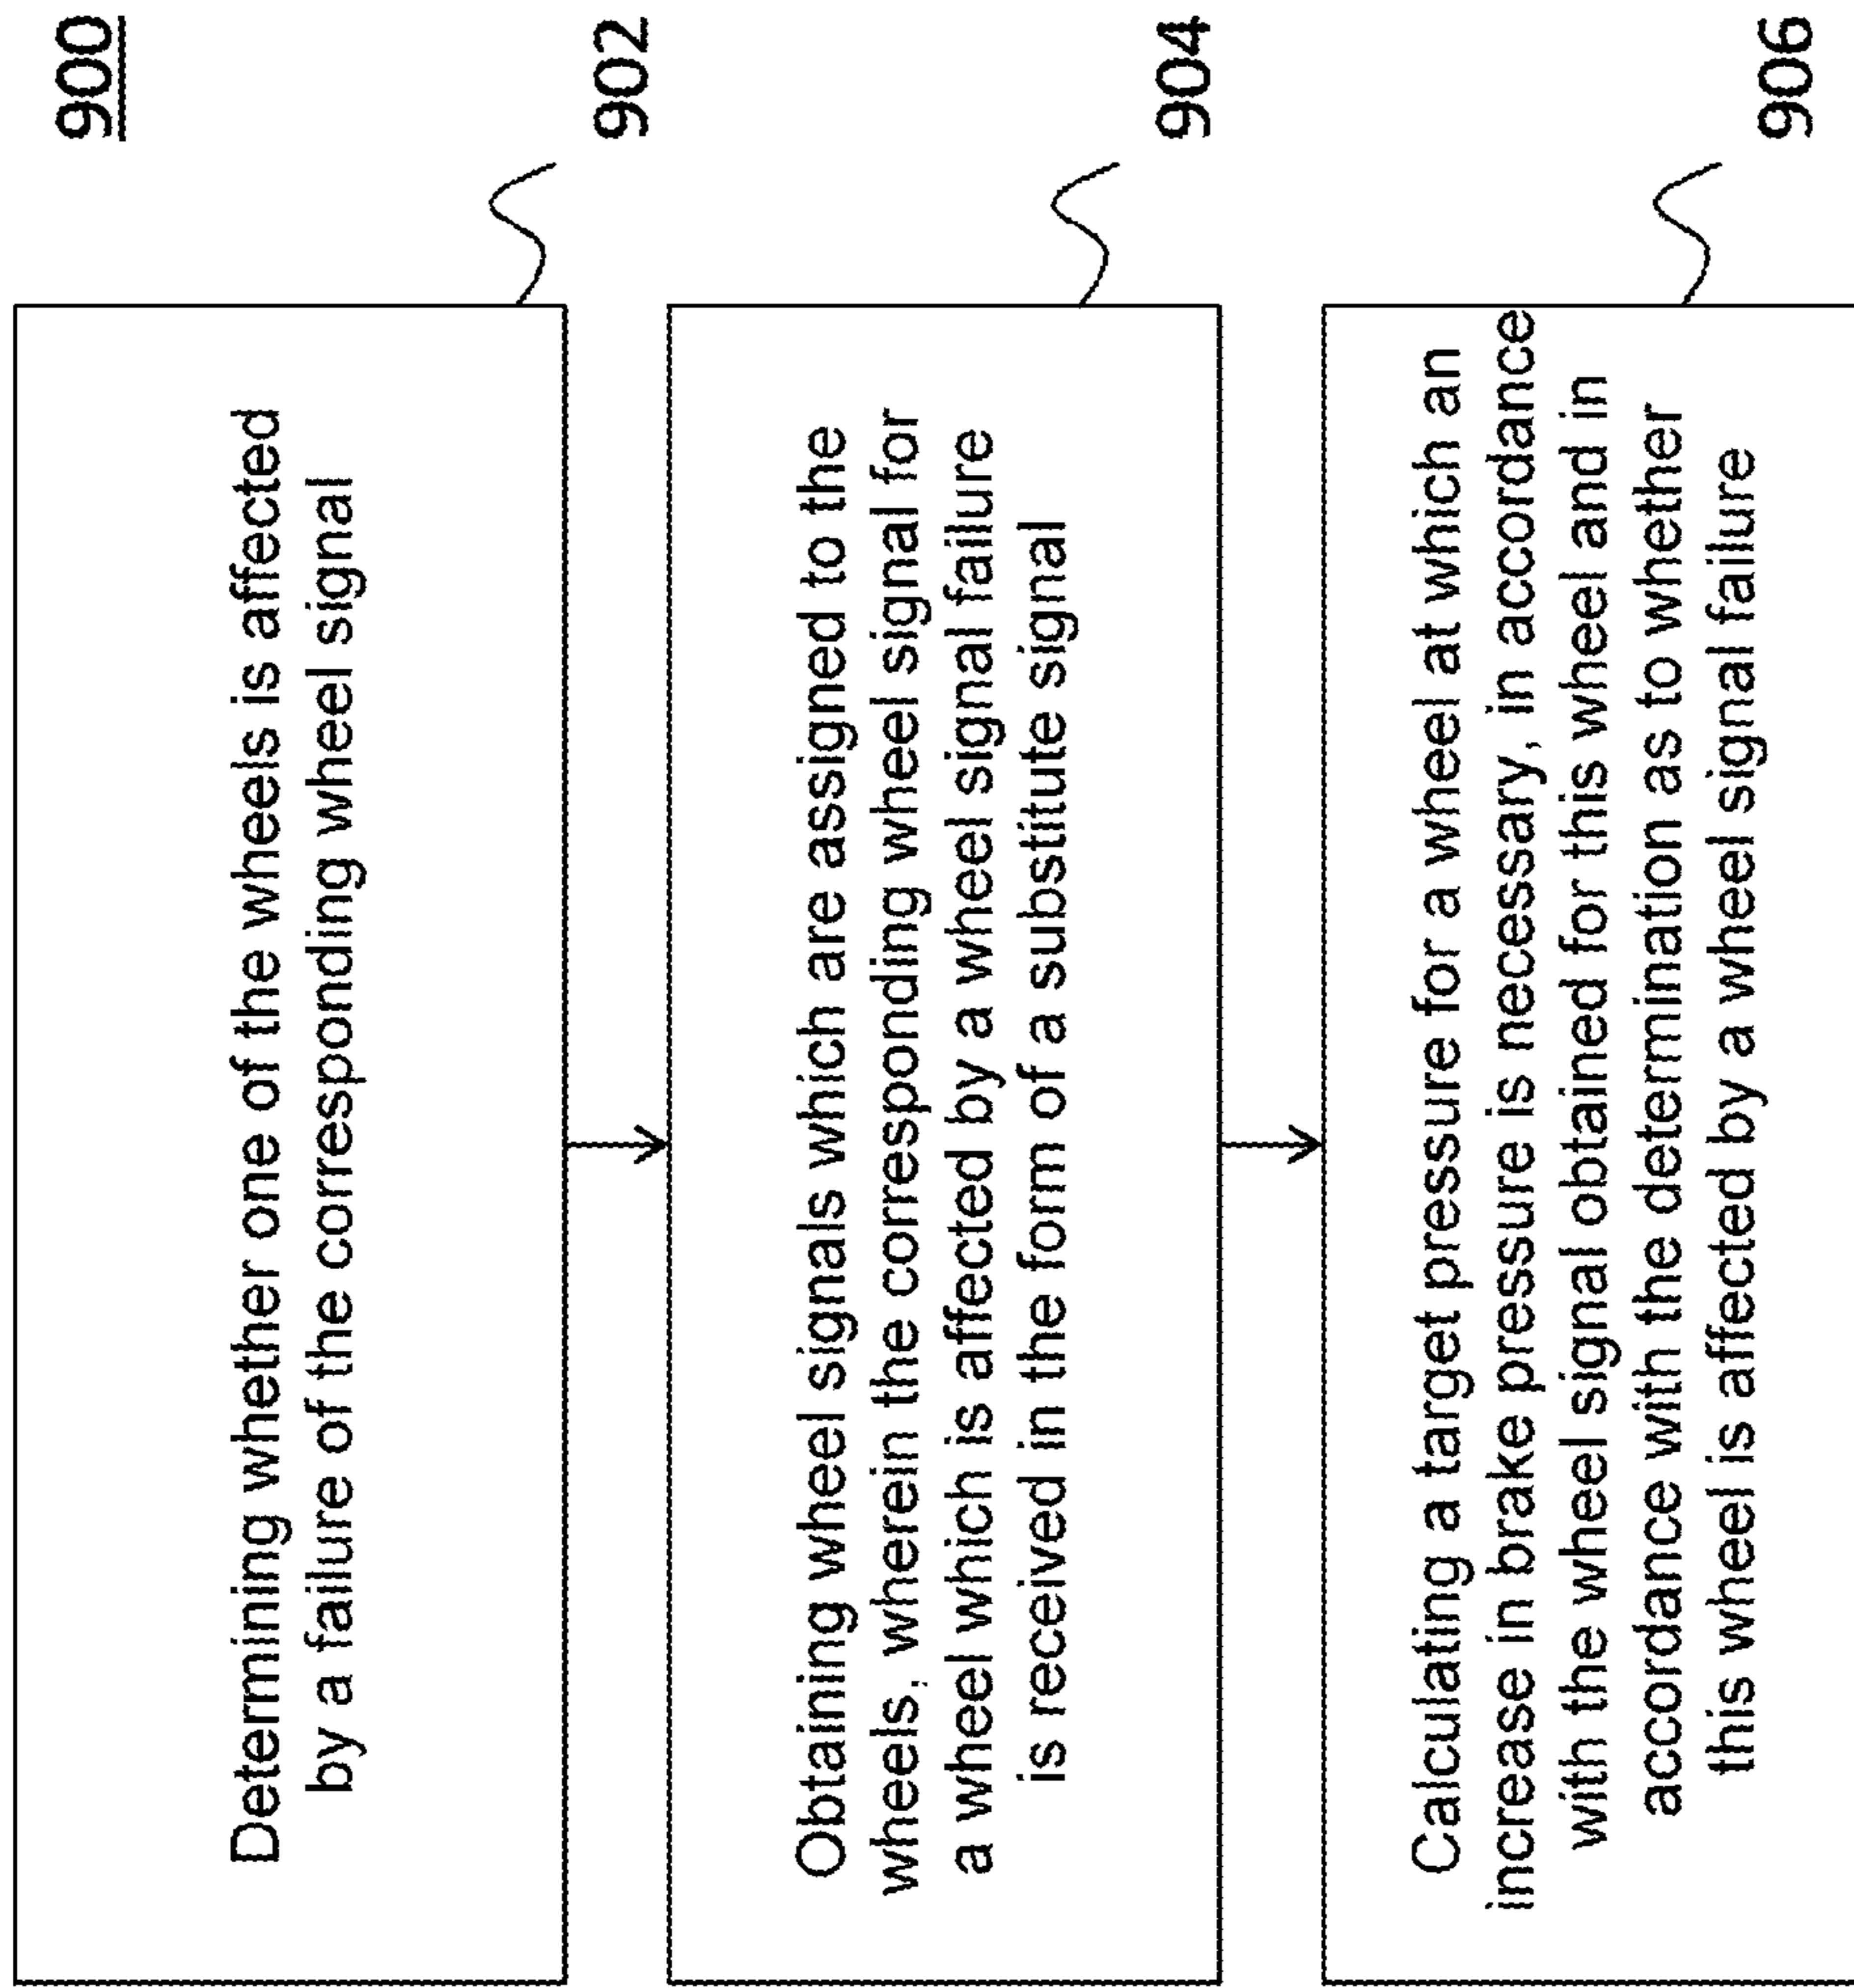 900
Determining whether one of the wheels is affected
by a failure of the corresponding wheel signal
902
Obtaining wheel signals which are assigned to the
wheels, wherein the corresponding wheel signal for
a wheel which is affected by a wheel signal failure
is received in the form of a substitute signal
904
Calculating a target pressure for a wheel at which an
increase in brake pressure is necessary, in accordance
with the wheel signal obtained for this wheel and in
accordance with the determination as to whether
this wheel is affected by a wheel signal failure
906